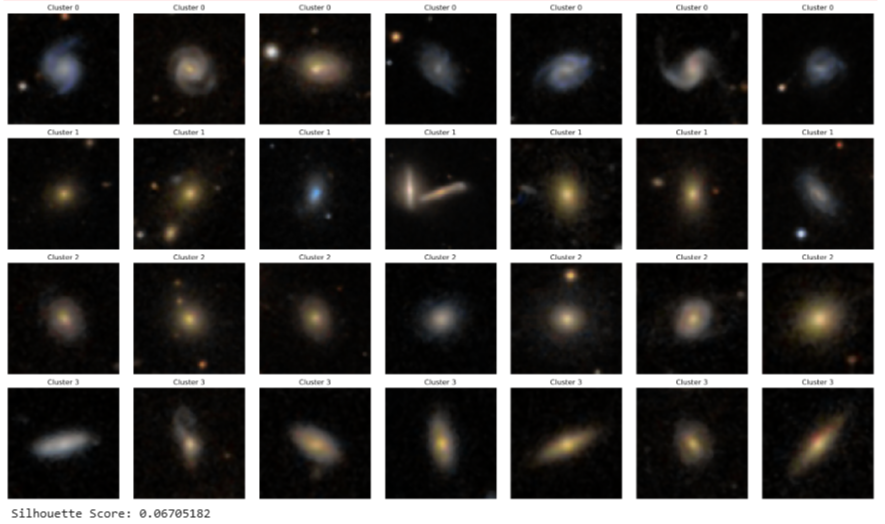 Cluster 0 Cluster 0 Cluster 0 Cluster 0 Cluster 0 Cluster 0 Cluster 0
Cluster 1 Cluster 1 Cluster 1 Cluster 1 Cluster 1 Cluster 1 Cluster 1
Cluster 2 Cluster 2 Cluster 2 Cluster 2 Cluster 2 Cluster 2 Cluster 2
Cluster 3 Cluster 3 Cluster 3 Cluster 3 Cluster 3 Cluster 3 Cluster 3
Silhouette Score: 0.06705182